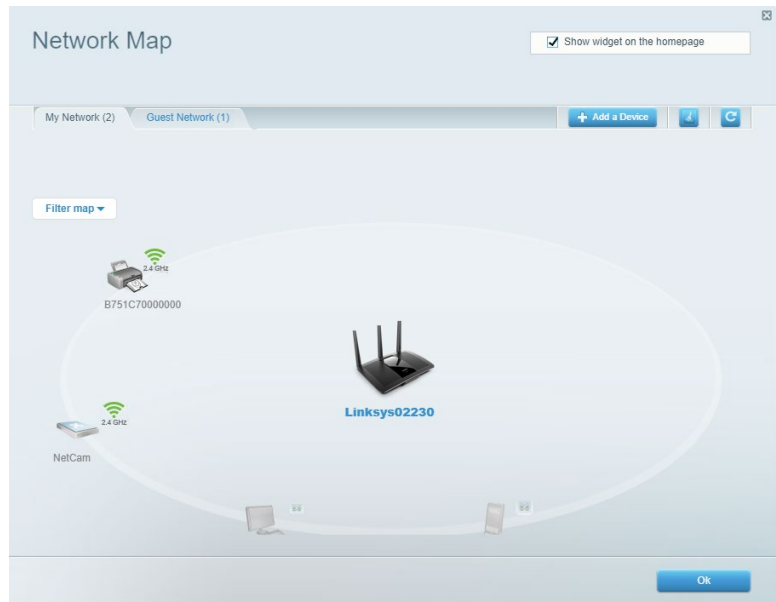 Network Map
Show widget on the homepage
My Network (2)
Guest Network (1)
Add a Device
Filter map
2.4 GHz
B751C70000000
Linksys02230
2.4 GHz
NetCam
Ok